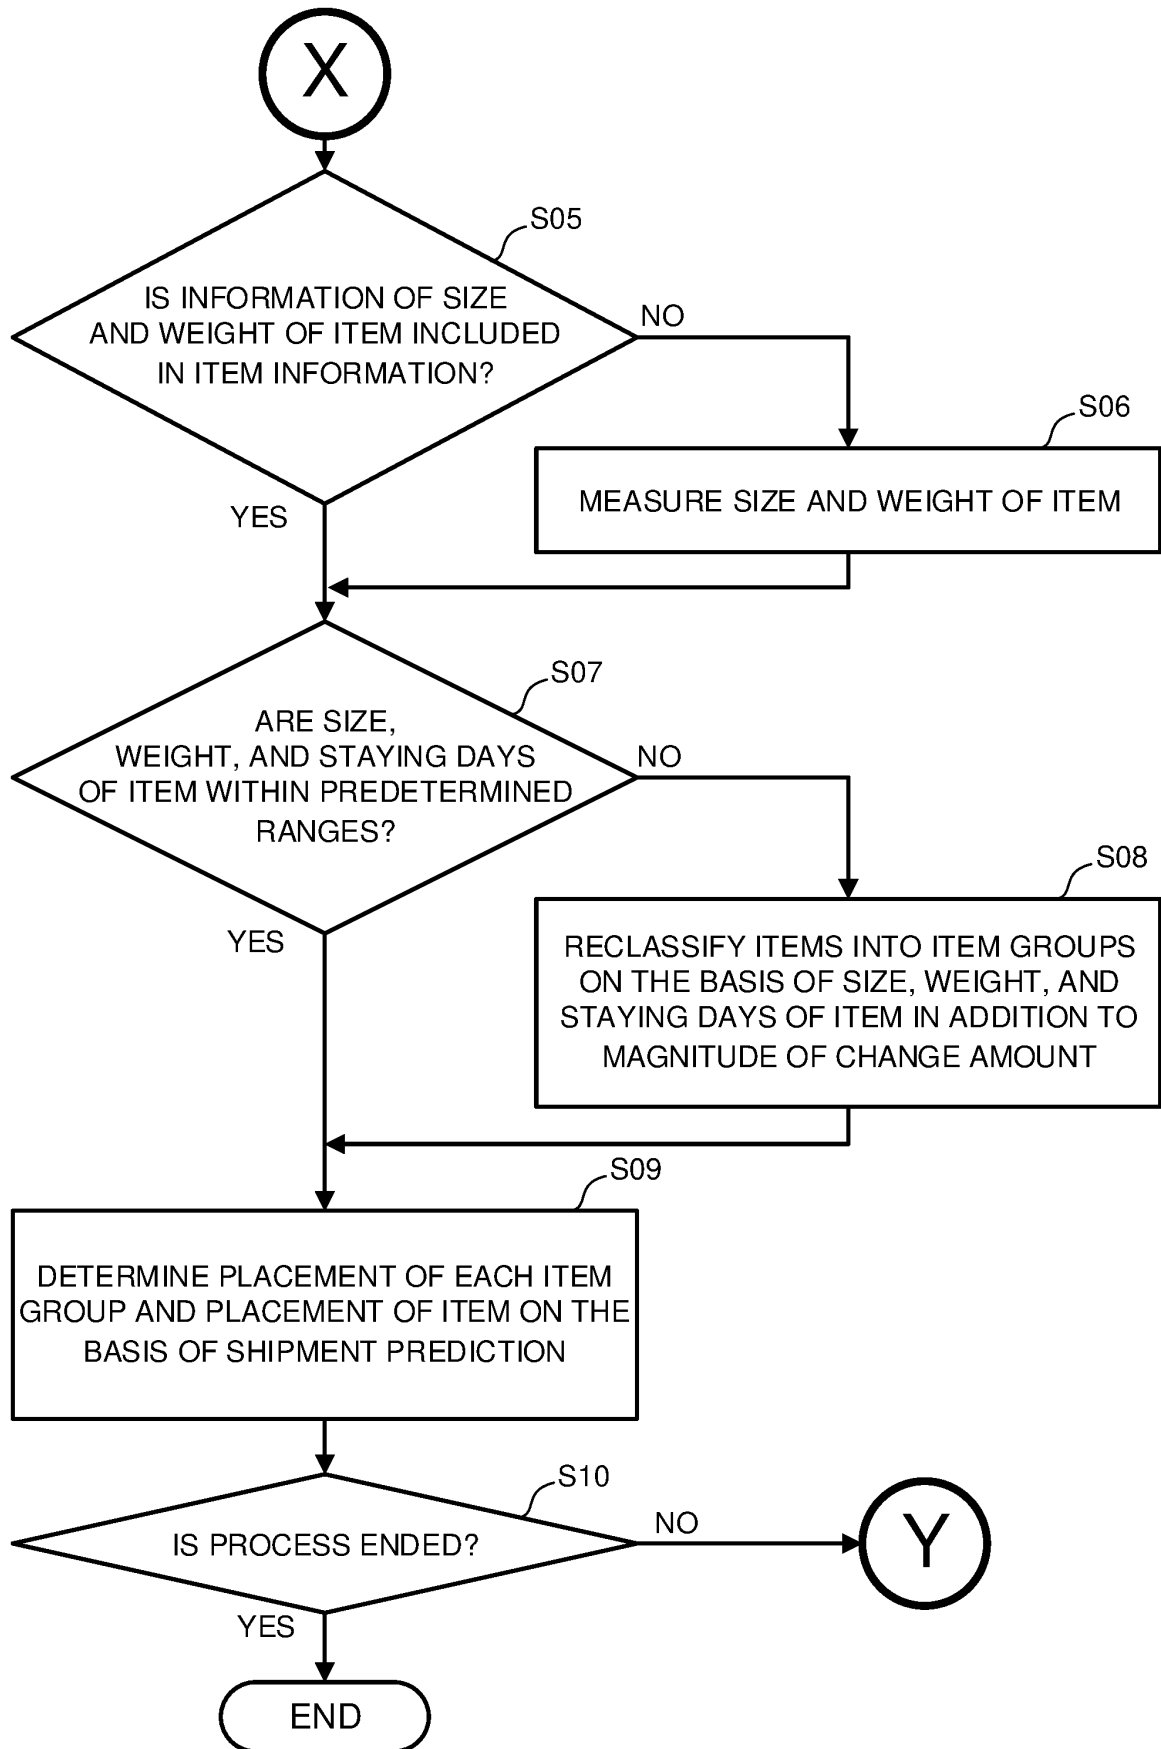 X
S05
IS INFORMATION OF SIZE
AND WEIGHT OF ITEM INCLUDED
IN ITEM INFORMATION?
NO
S06
MEASURE SIZE AND WEIGHT OF ITEM
YES
S07
ARE SIZE,
WEIGHT, AND STAYING DAYS
OF ITEM WITHIN PREDETERMINED
RANGES?
NO
S08
RECLASSIFY ITEMS INTO ITEM GROUPS
ON THE BASIS OF SIZE, WEIGHT, AND
STAYING DAYS OF ITEM IN ADDITION TO
MAGNITUDE OF CHANGE AMOUNT
YES
S09
DETERMINE PLACEMENT OF EACH ITEM
GROUP AND PLACEMENT OF ITEM ON THE
BASIS OF SHIPMENT PREDICTION
S10
IS PROCESS ENDED?
NO
Y
YES
END